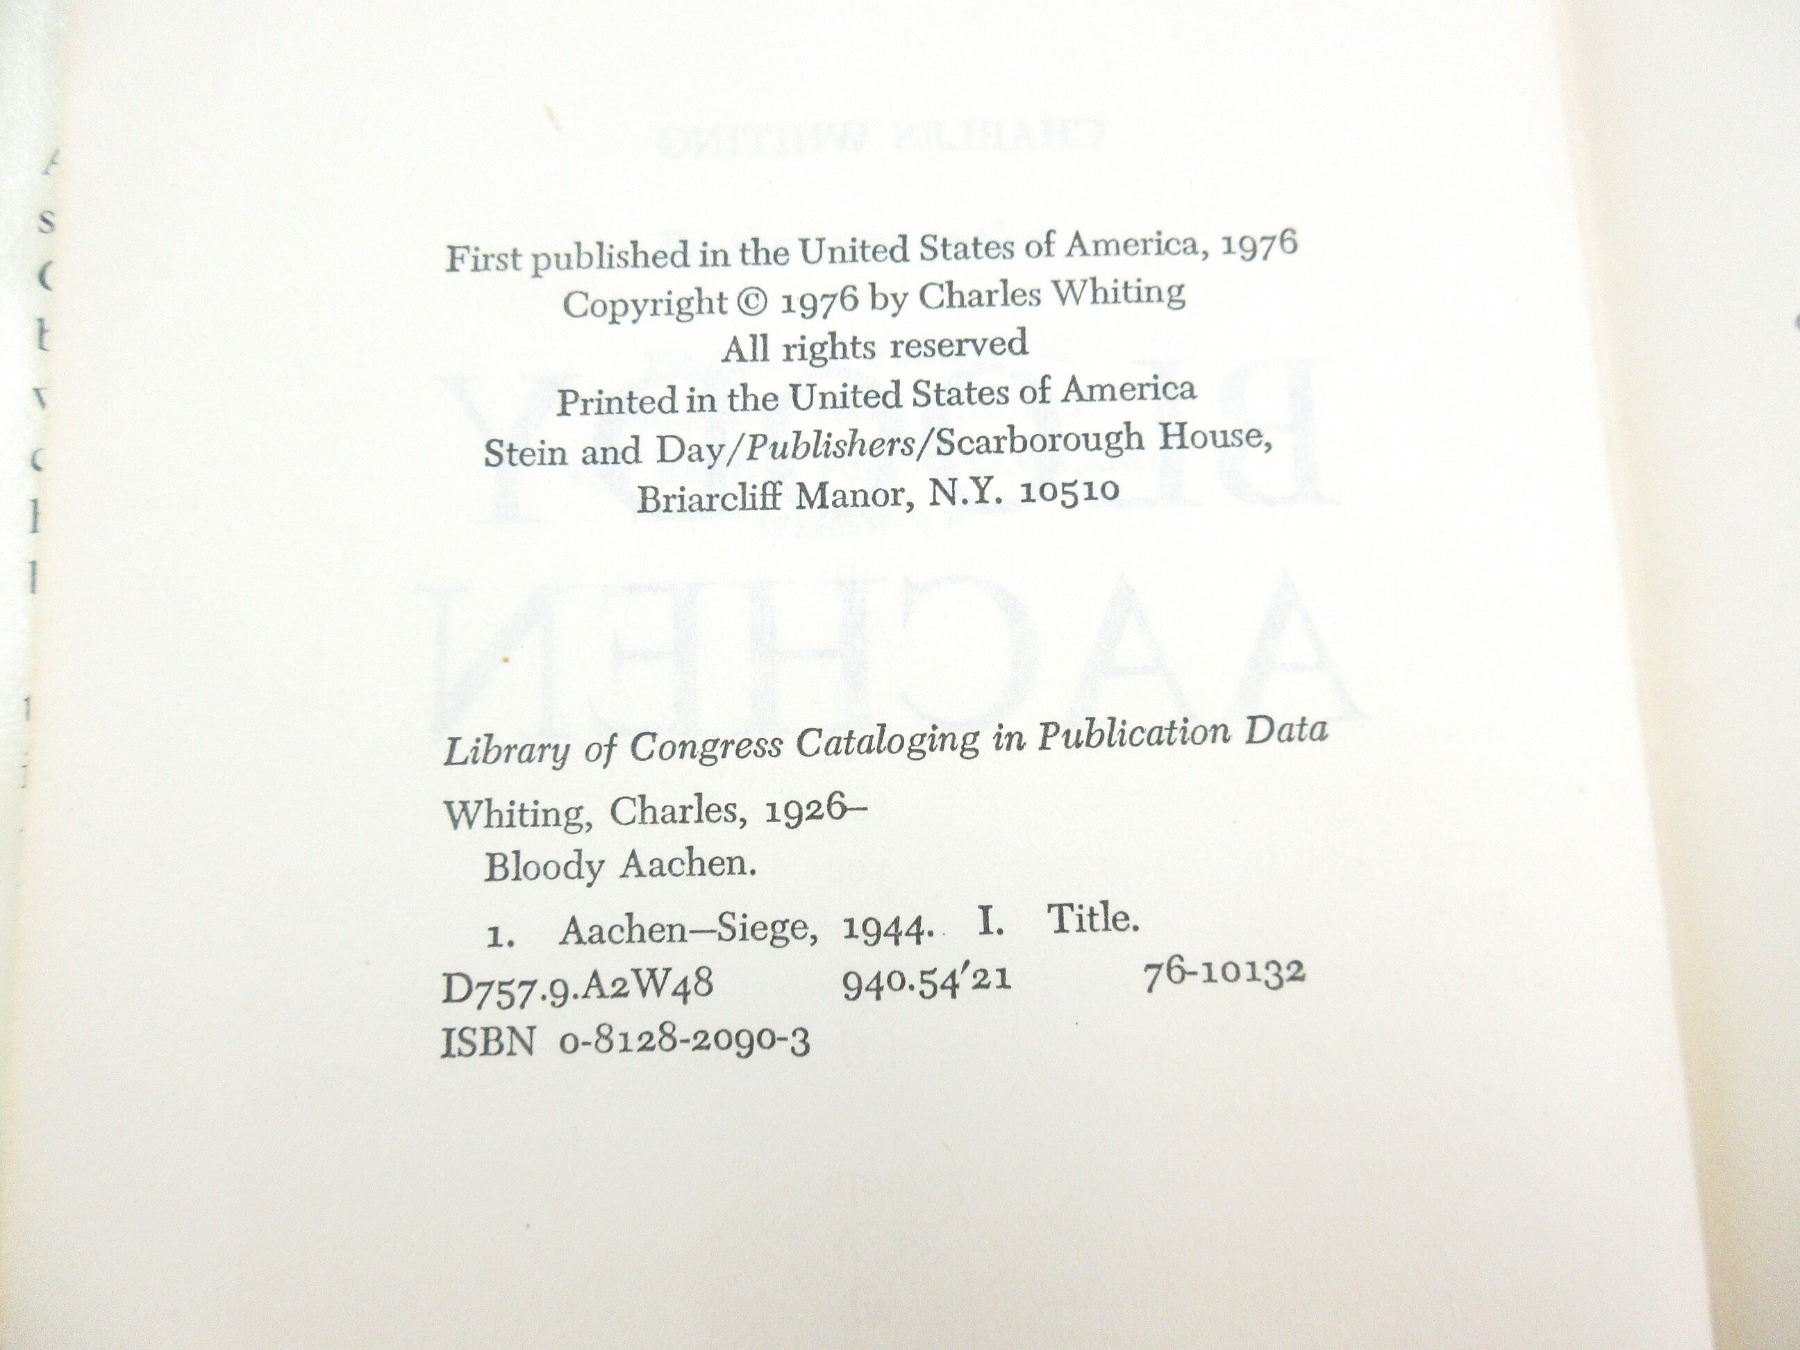 First published in the United States of America, 1976
Copyright © 1976 by Charles Whiting
All rights reserved
Printed in the United States of America
Stein and Day/Publishers/Scarborough House,
Briarcliff Manor, N.Y. 10510
Library of Congress Cataloging in Publication Data
Whiting, Charles, 1926–
Bloody Aachen.
1. Aachen—Siege, 1944. I. Title.
D757.9.A2W48 940.54'21 76-10132
ISBN 0-8128-2090-3